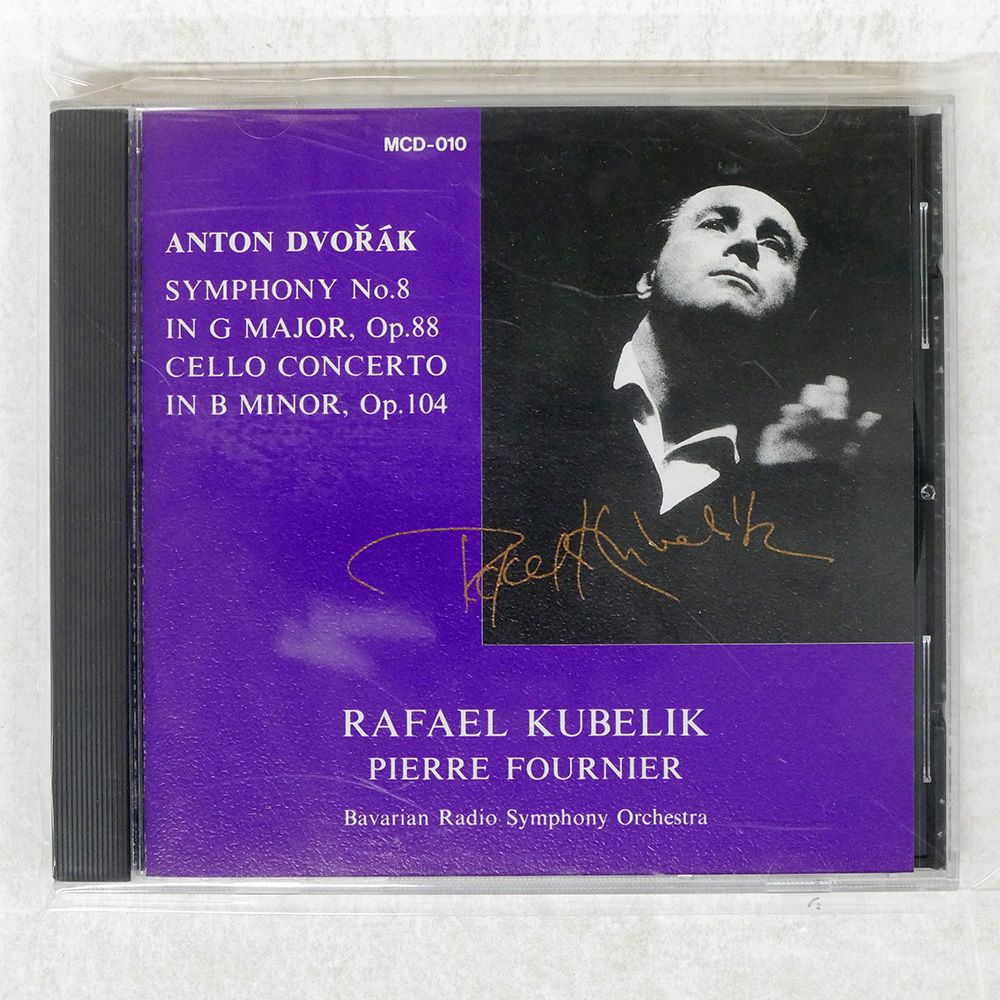 MCD-010
ANTON DVOŘÁK
SYMPHONY No.8
IN G MAJOR, Op.88
CELLO CONCERTO
IN B MINOR, Op.104
Rafael Kubelik
RAFAEL KUBELIK
PIERRE FOURNIER
Bavarian Radio Symphony Orchestra